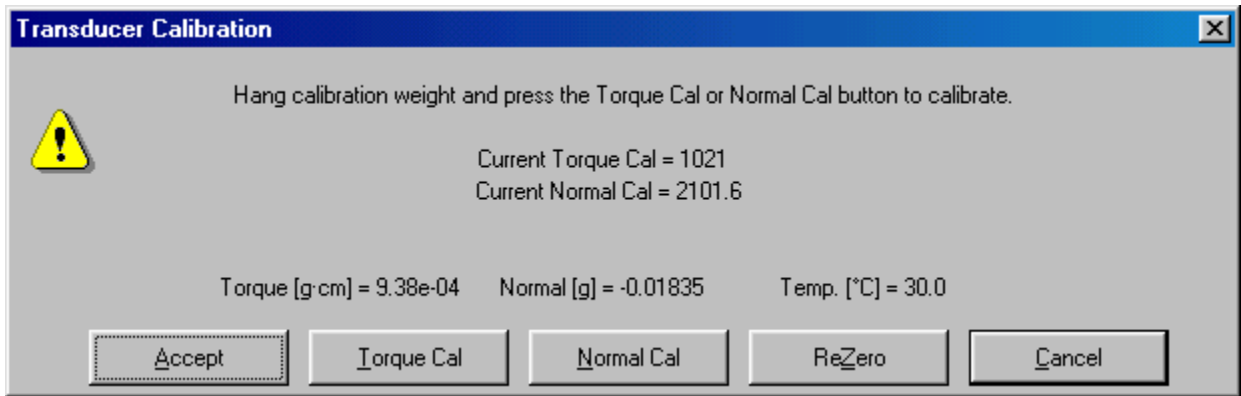 Transducer Calibration
Hang calibration weight and press the Torque Cal or Normal Cal button to calibrate.
Current Torque Cal = 1021
Current Normal Cal = 2101.6
Torque [g·cm] = 9.38e-04 Normal [g] = -0.01835 Temp. [°C] = 30.0
Accept Torque Cal Normal Cal ReZero Cancel